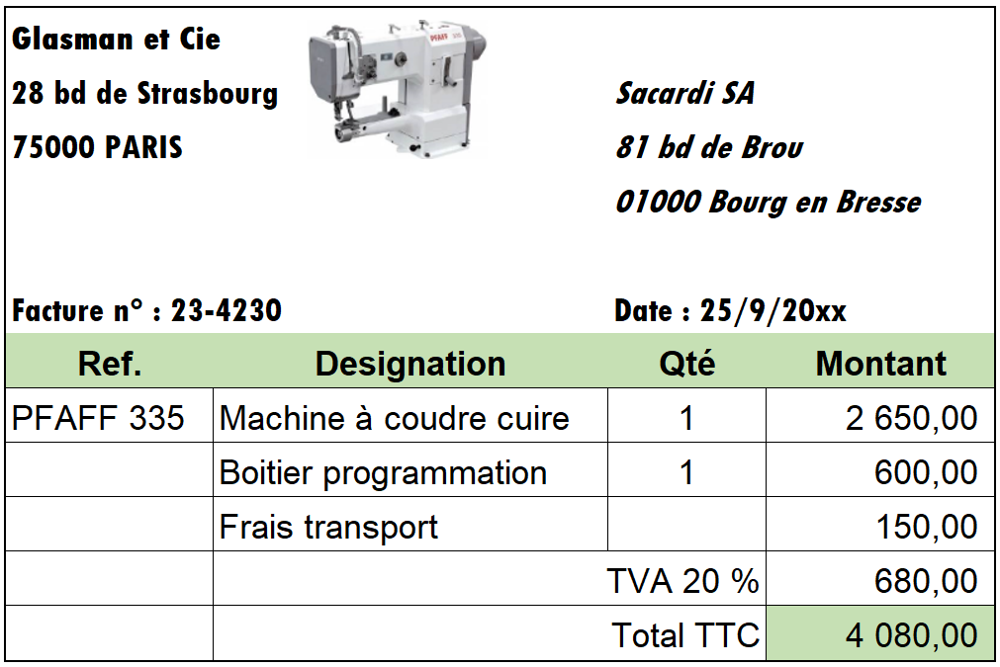 Glasman et Cie
28 bd de Strasbourg
75000 PARIS
PFAFF
Sacardi SA
81 bd de Brou
01000 Bourg en Bresse
Facture n° : 23-4230 Date : 25/9/20xx
Ref. Designation Qté Montant
PFAFF 335 Machine à coudre cuire 1 2 650,00
Boitier programmation 1 600,00
Frais transport 150,00
TVA 20 % 680,00
Total TTC 4 080,00